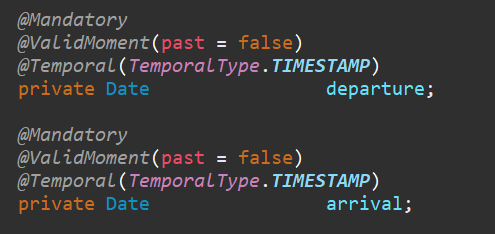 @Mandatory
@ValidMoment(past = false)
@Temporal(TemporalType.TIMESTAMP)
private Date departure;
@Mandatory
@ValidMoment(past = false)
@Temporal(TemporalType.TIMESTAMP)
private Date arrival;